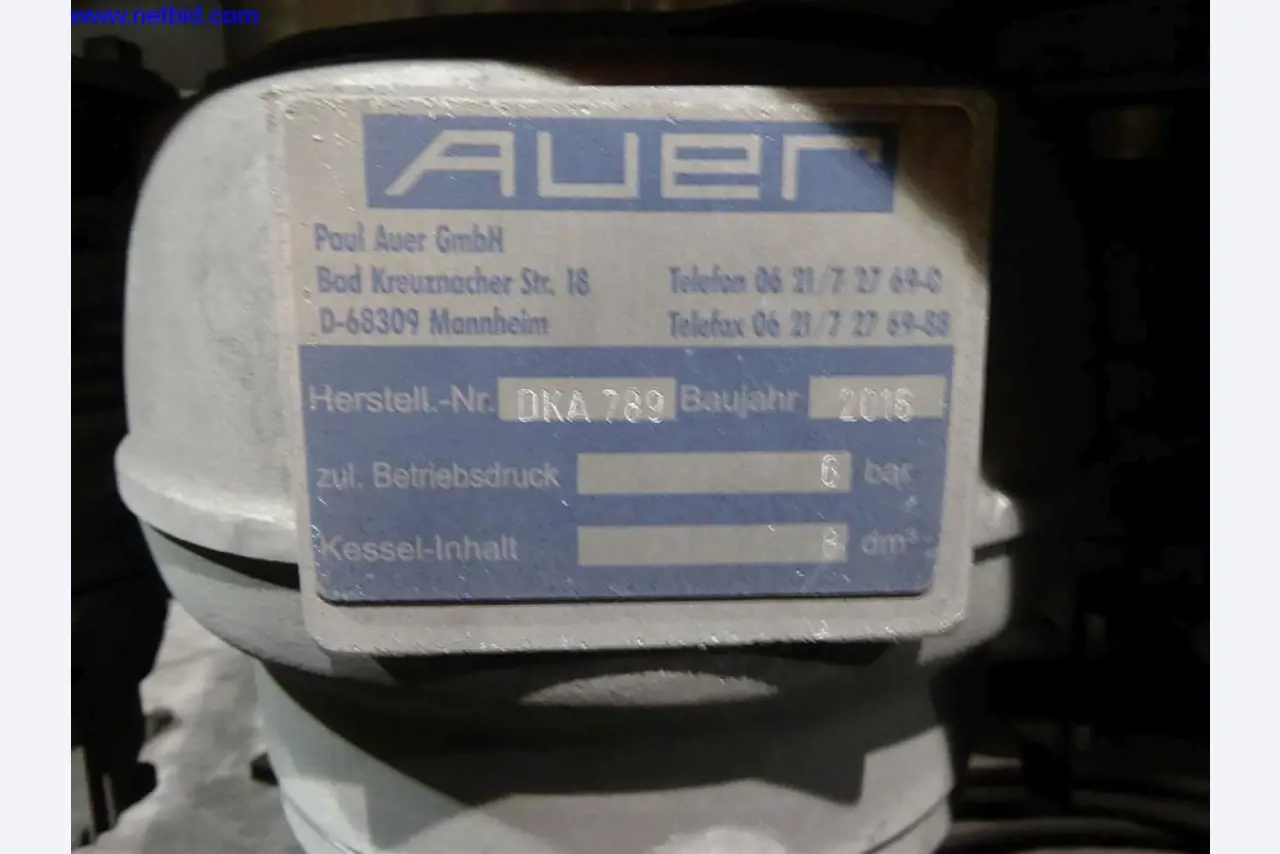 www.netbid.com
Auer
Paul Auer GmbH
Bad Kreuznacher Str. 18 Telefon 06 21/7 27 69-0
D-68309 Mannheim Telefax 06 21/7 27 69-88
Herstell.-Nr. DKA 789 Baujahr 2016
zul. Betriebsdruck 6 bar
Kessel-Inhalt 8 dm³